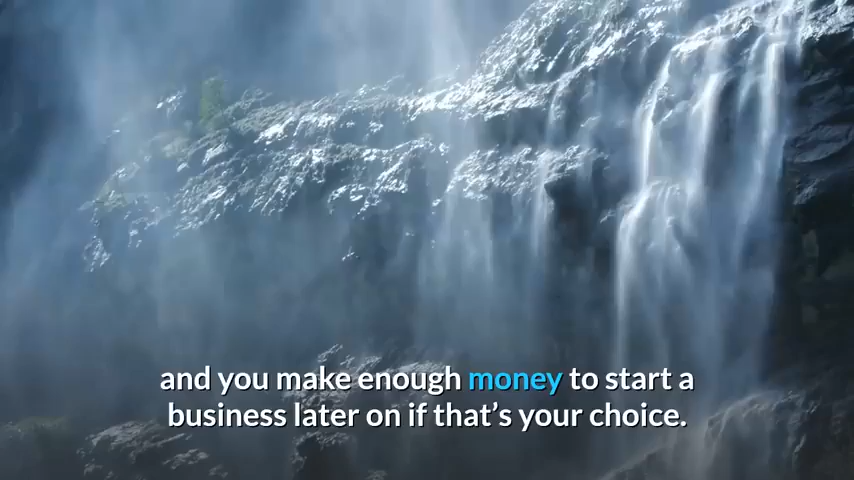 and you make enough money to start a
business later on if that’s your choice.